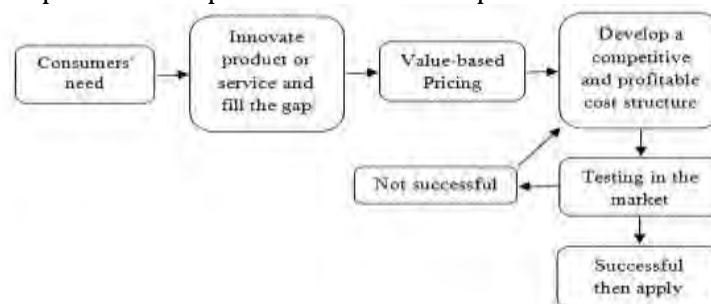 Consumers'
need
Innovate
product or
service and
fill the gap
Value-based
Pricing
Develop a
competitive
and profitable
cost structure
Not successful
Testing in the
market
Successful
then apply